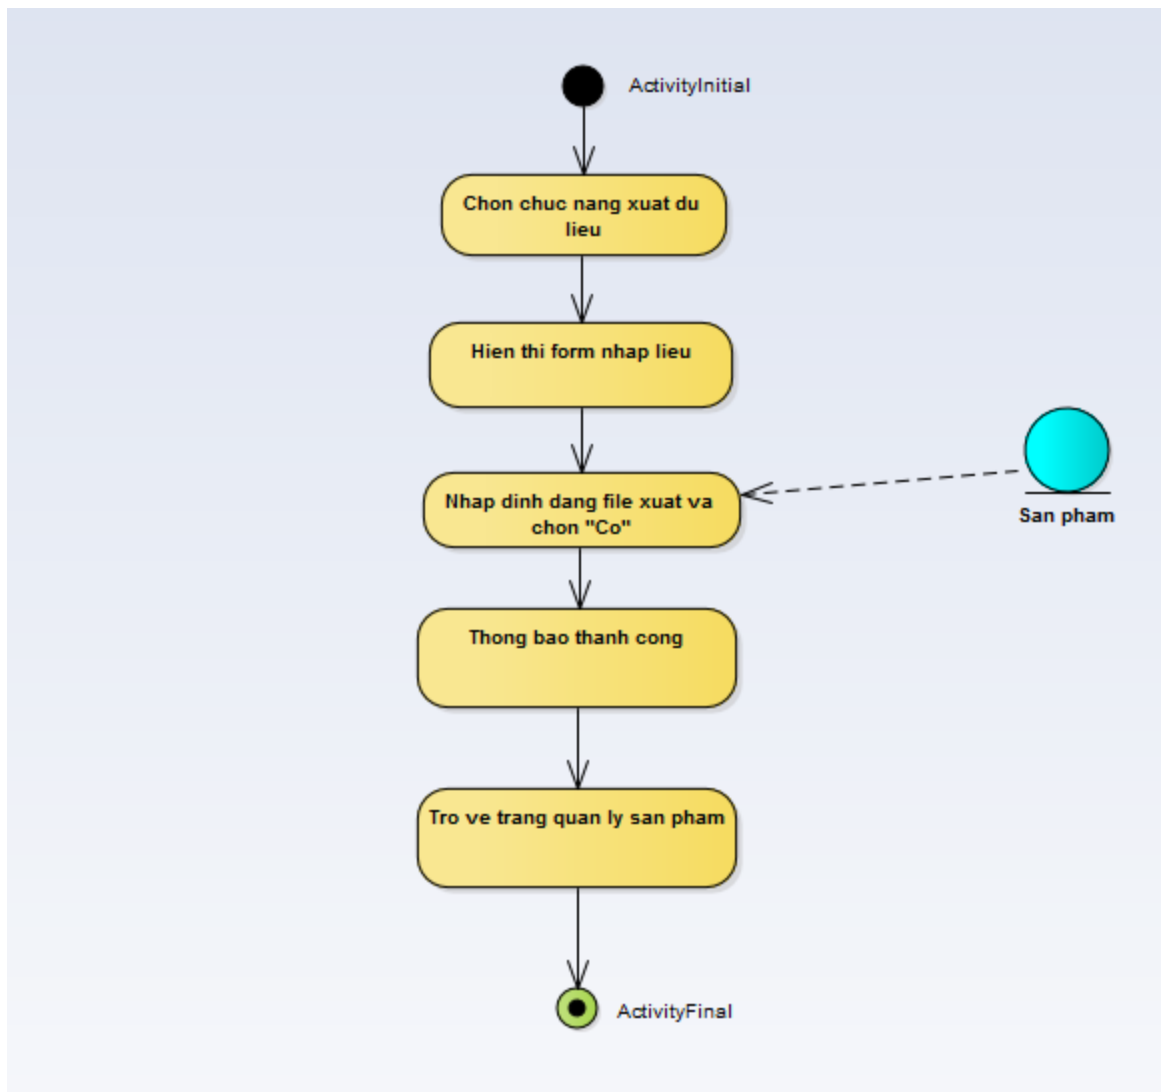 ActivityInitial
Chon chuc nang xuat du
lieu
Hien thi form nhap lieu
Nhap dinh dang file xuat va
chon "Co"
San pham
Thong bao thanh cong
Tro ve trang quan ly san pham
ActivityFinal